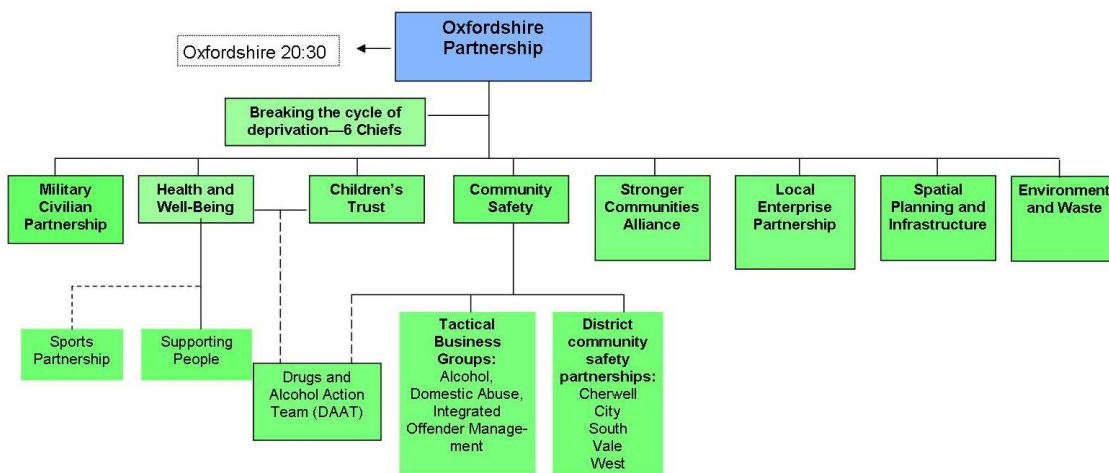 Oxfordshire
Partnership
Oxfordshire 20:30
Breaking the cycle of
deprivation—6 Chiefs
Military
Civilian
Partnership
Health and
Well-Being
Children's
Trust
Community
Safety
Stronger
Communities
Alliance
Local
Enterprise
Partnership
Spatial
Planning and
Infrastructure
Environment
and Waste
Sports
Partnership
Supporting
People
Drugs and
Alcohol Action
Team (DAAT)
Tactical
Business
Groups:
Alcohol,
Domestic Abuse,
Integrated
Offender Manage-
ment
District
community
safety
partnerships:
Cherwell
City
South
Vale
West